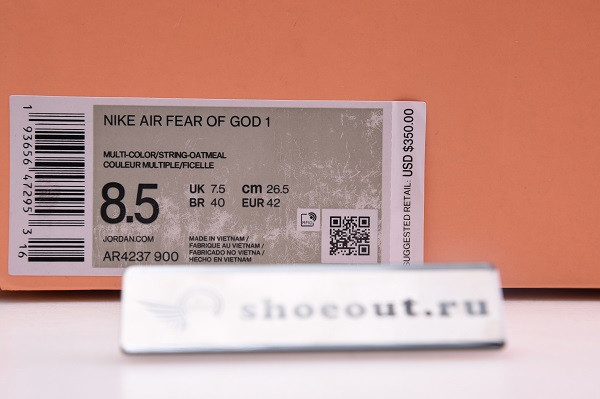 NIKE AIR FEAR OF GOD 1
MULTI-COLOR/STRING-OATMEAL
COULEUR MULTIPLE/FICELLE
8.5
UK 7.5
cm 26.5
BR 40
EUR 42
JORDAN.COM
AR4237 900
MADE IN VIETNAM/
FABRIQUE AU VIETNAM/
FABRICADO NO VIETNA/
HECHO EN VIETNAM
1 93656 47295 3 16
SUGGESTED RETAIL: USD $350.00
shoeout.ru